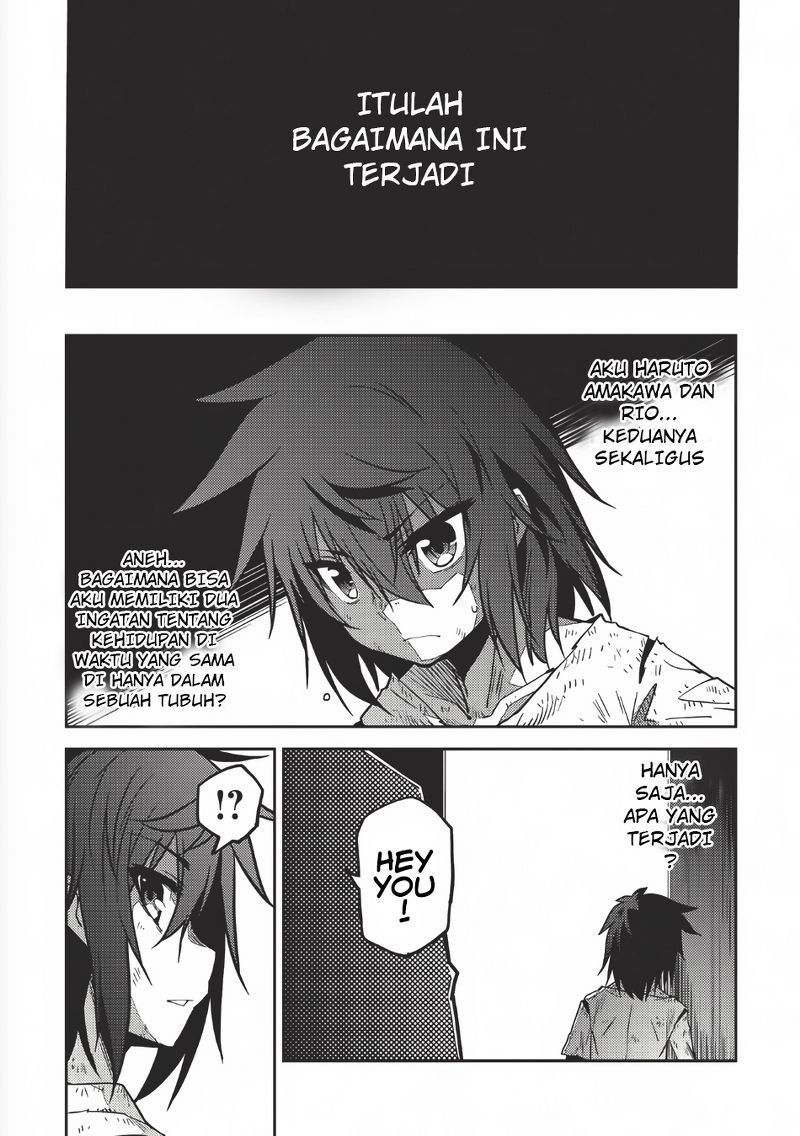 ITULAH
BAGAIMANA INI
TERJADI
AKU HARUTO
AMAKAWA DAN
RIO...
KEDUANYA
SEKALIGUS
ANEH...
BAGAIMANA BISA
AKU MEMILIKI DUA
INGATAN TENTANG
KEHIDUPAN DI
WAKTU YANG SAMA
DI HANYA DALAM
SEBUAH TUBUH?
HANYA
SAJA...
APA YANG
TERJADI
?
HEY
YOU
!
!?